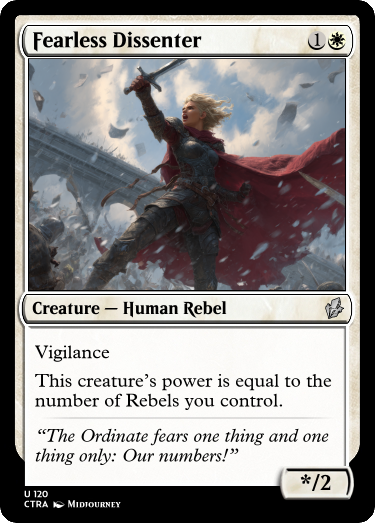 Fearless Dissenter 1
Creature — Human Rebel
Vigilance
This creature's power is equal to the
number of Rebels you control.
“The Ordinate fears one thing and one
thing only: Our numbers!”
*/2
U 120
CTRA Midjourney